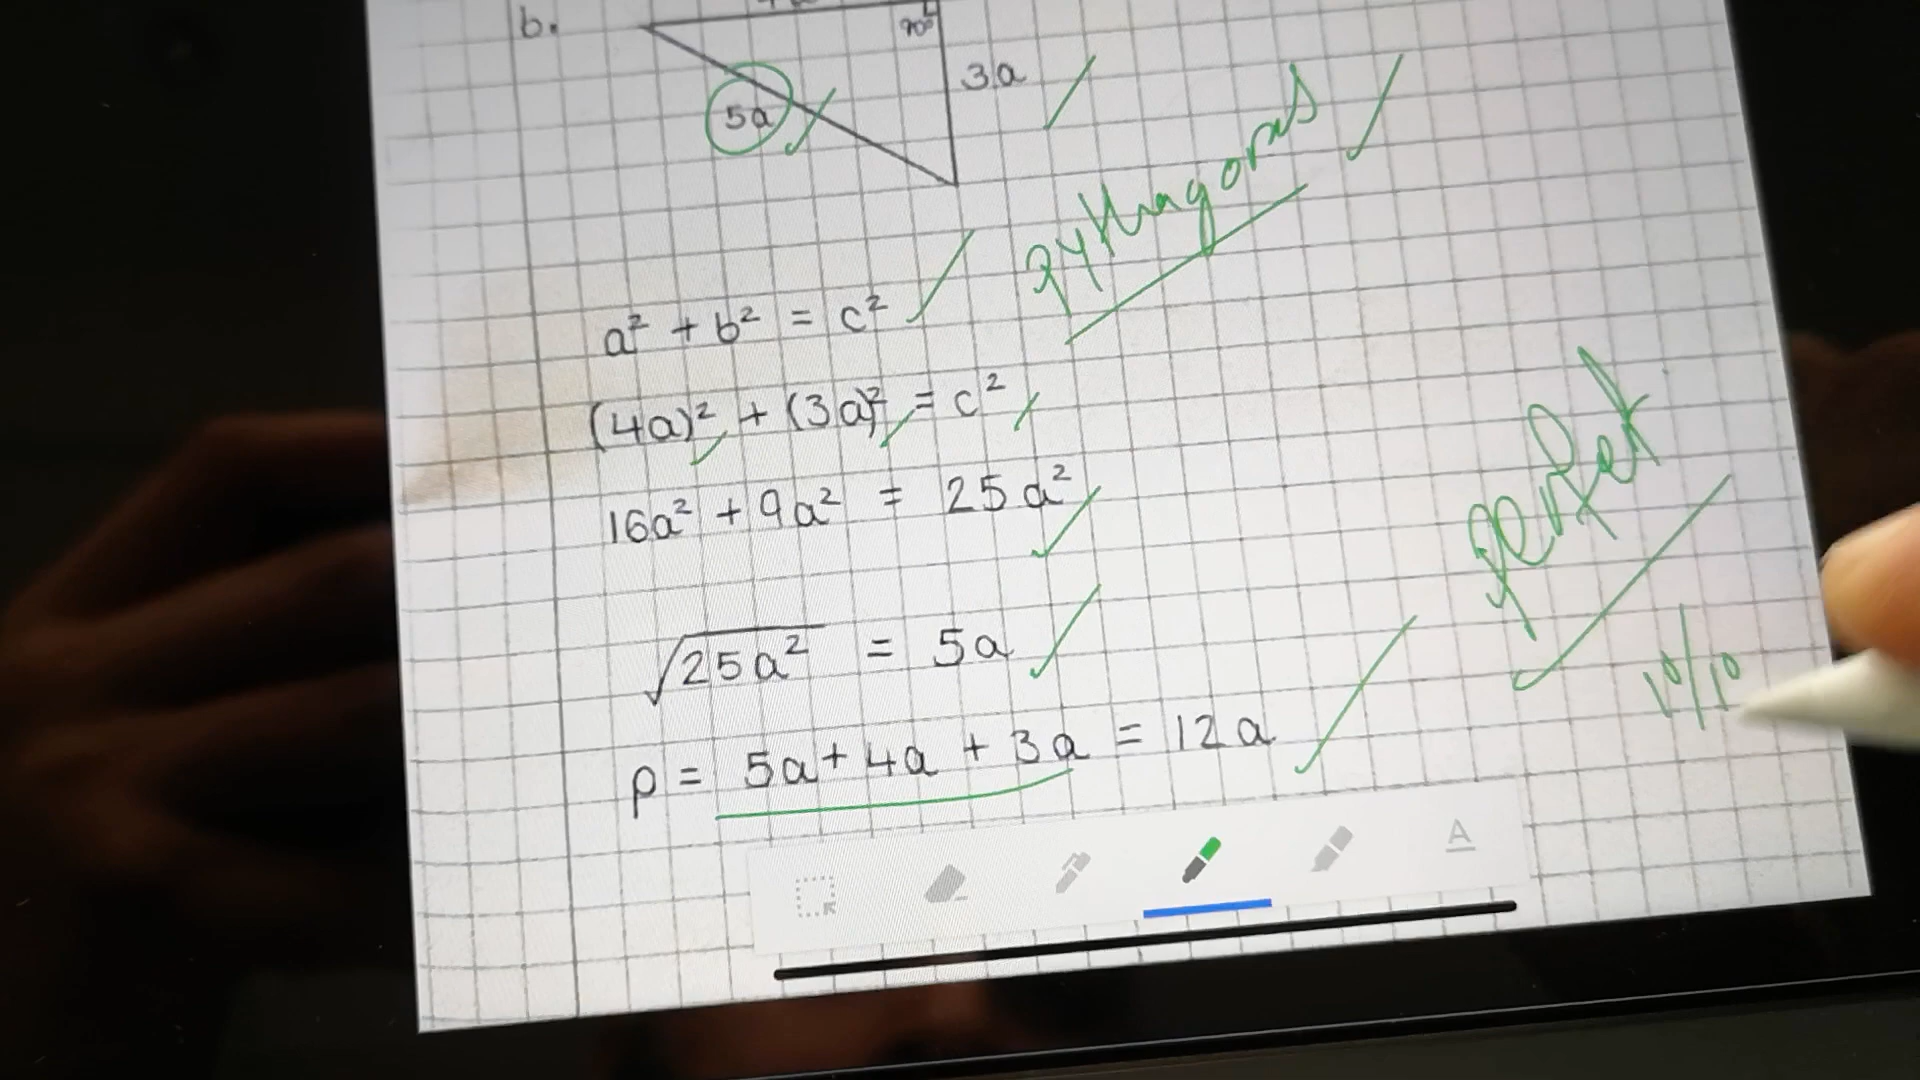 b.
90°
3a
5a
pythagoras
a² + b² = c²
(4a)² + (3a)² = c²
16a² + 9a² = 25a²
perfect
√25a² = 5a
10/10
p = 5a + 4a + 3a = 12a
A